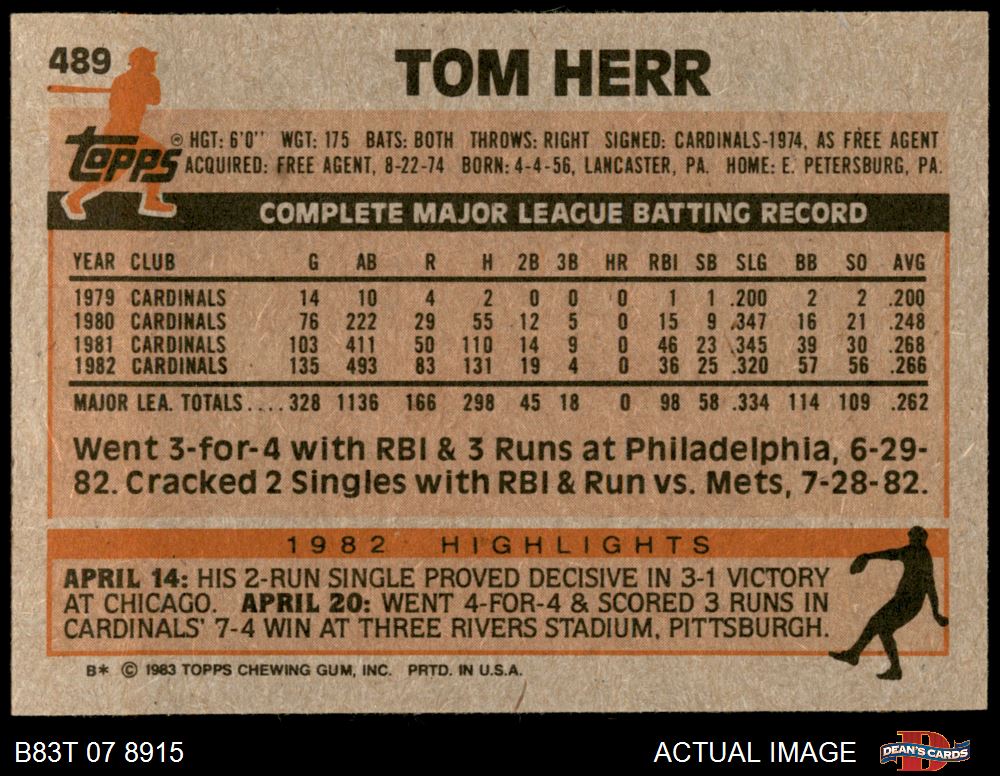 489
TOM HERR
Topps ® HGT: 6'0" WGT: 175 BATS: BOTH THROWS: RIGHT SIGNED: CARDINALS-1974, AS FREE AGENT
ACQUIRED: FREE AGENT, 8-22-74 BORN: 4-4-56, LANCASTER, PA. HOME: E. PETERSBURG, PA.
COMPLETE MAJOR LEAGUE BATTING RECORD
YEAR CLUB G AB R H 2B 3B HR RBI SB SLG BB SO AVG
1979 CARDINALS 14 10 4 2 0 0 0 1 1 .200 2 2 .200
1980 CARDINALS 76 222 29 55 12 5 0 15 9 .347 16 21 .248
1981 CARDINALS 103 411 50 110 14 9 0 46 23 .345 39 30 .268
1982 CARDINALS 135 493 83 131 19 4 0 36 25 .320 57 56 .266
MAJOR LEA. TOTALS.... 328 1136 166 298 45 18 0 98 58 .334 114 109 .262
Went 3-for-4 with RBI & 3 Runs at Philadelphia, 6-29-
82. Cracked 2 Singles with RBI & Run vs. Mets, 7-28-82.
1982 HIGHLIGHTS
APRIL 14: HIS 2-RUN SINGLE PROVED DECISIVE IN 3-1 VICTORY
AT CHICAGO. APRIL 20: WENT 4-FOR-4 & SCORED 3 RUNS IN
CARDINALS' 7-4 WIN AT THREE RIVERS STADIUM, PITTSBURGH.
B* © 1983 TOPPS CHEWING GUM, INC. PRTD. IN U.S.A.
B83T 07 8915 ACTUAL IMAGE D DEAN'S CARDS